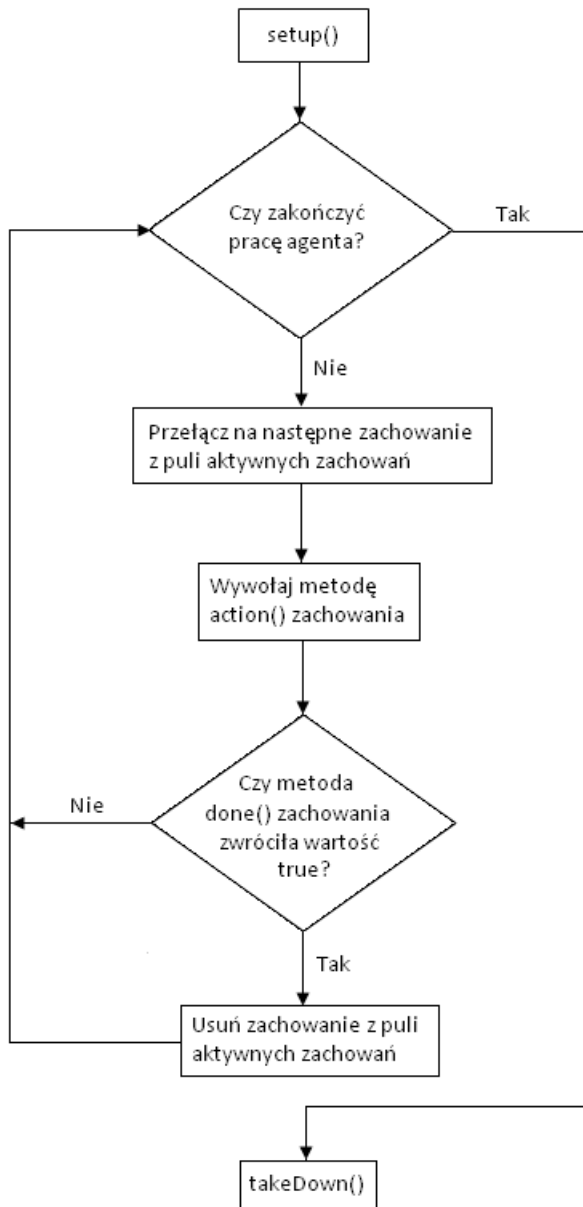 setup()
Czy zakończyć
pracę agenta?
Tak
Nie
Przełącz na następne zachowanie
z puli aktywnych zachowań
Wywołaj metodę
action() zachowania
Czy metoda
done() zachowania
zwróciła wartość
true?
Nie
Tak
Usuń zachowanie z puli
aktywnych zachowań
takeDown()